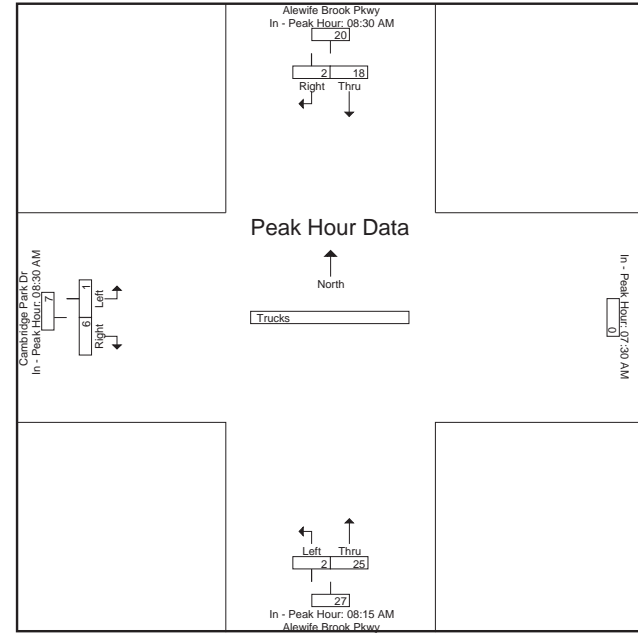 Alewife Brook Pkwy
In - Peak Hour: 08:30 AM
20
2 18
Right Thru
Peak Hour Data
North
Trucks
Cambridge Park Dr
In - Peak Hour: 08:30 AM
7
1
Left
6
Right
In - Peak Hour: 07:30 AM
0
Left Thru
2 25
27
In - Peak Hour: 08:15 AM
Alewife Brook Pkwy